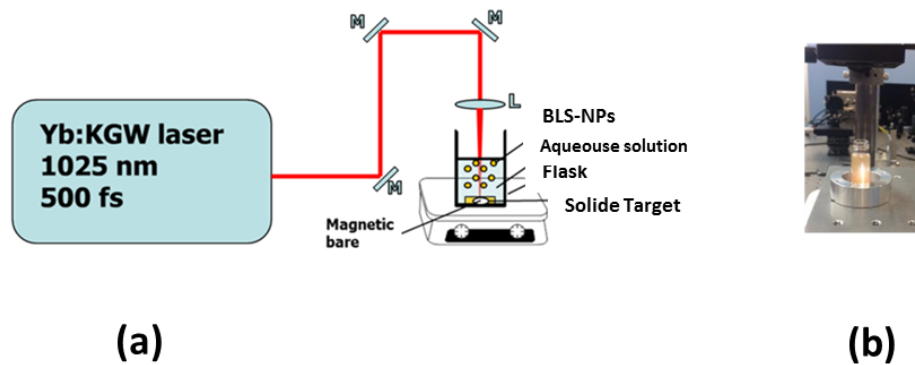 M
M
Yb:KGW laser
1025 nm
500 fs
L
BLS-NPs
Aqueouse solution
Flask
M
Solide Target
Magnetic
bare
(a)
(b)